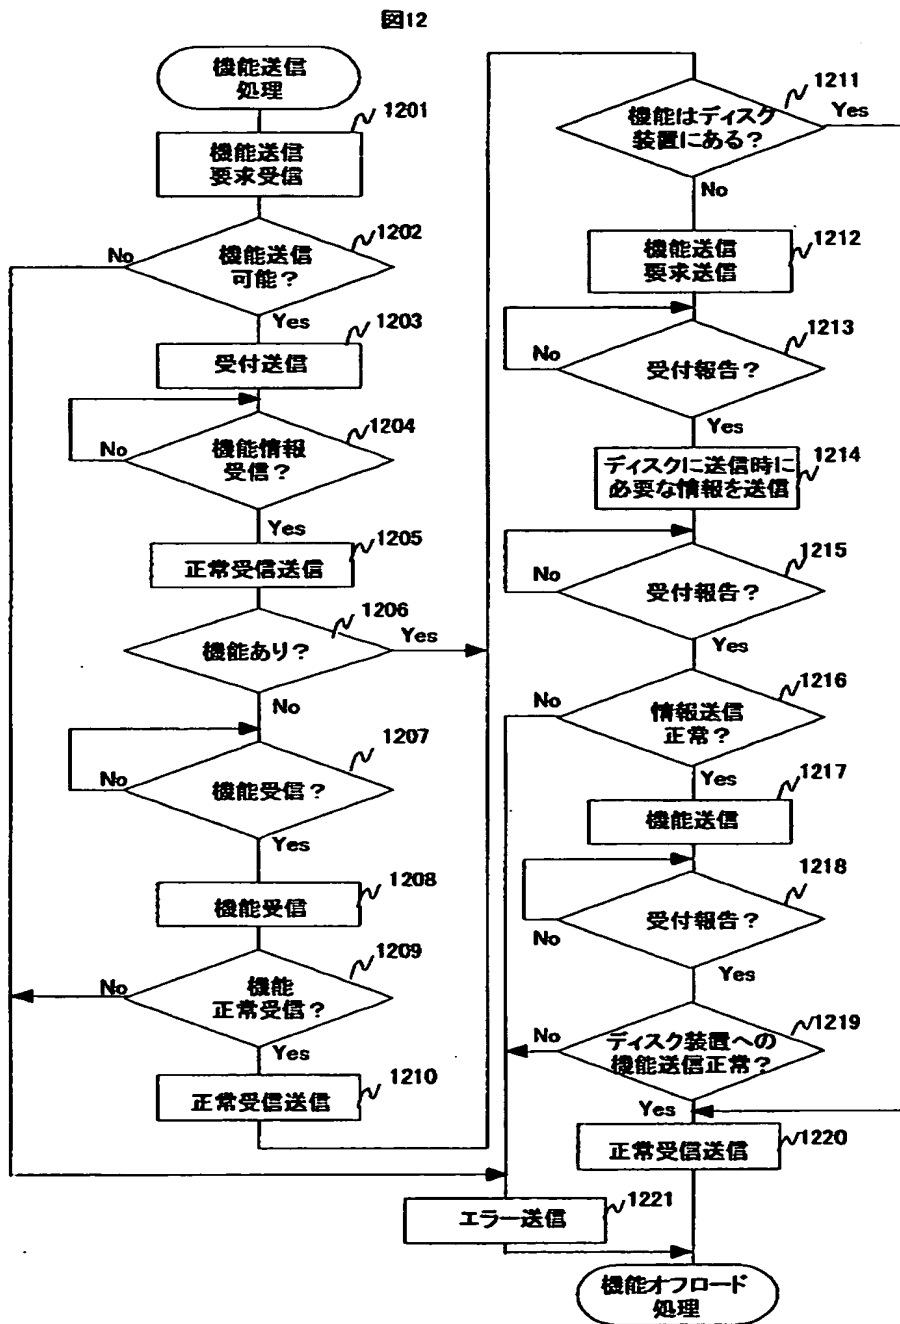 図12
機能送信
処理
1201
機能送信
要求受信
1202
No
機能送信
可能?
Yes
1203
受付送信
1204
No
機能情報
受信?
Yes
1205
正常受信送信
1206
Yes
機能あり?
No
1207
No
機能受信?
Yes
1208
機能受信
1209
No
機能
正常受信?
Yes
1210
正常受信送信
1211
Yes
機能はディスク
装置にある?
No
1212
機能送信
要求送信
1213
No
受付報告?
Yes
1214
ディスクに送信時に
必要な情報を送信
1215
No
受付報告?
Yes
1216
No
情報送信
正常?
Yes
1217
機能送信
1218
受付報告?
No
Yes
1219
No
ディスク装置への
機能送信正常?
Yes
1220
正常受信送信
1221
エラー送信
機能オフロード
処理